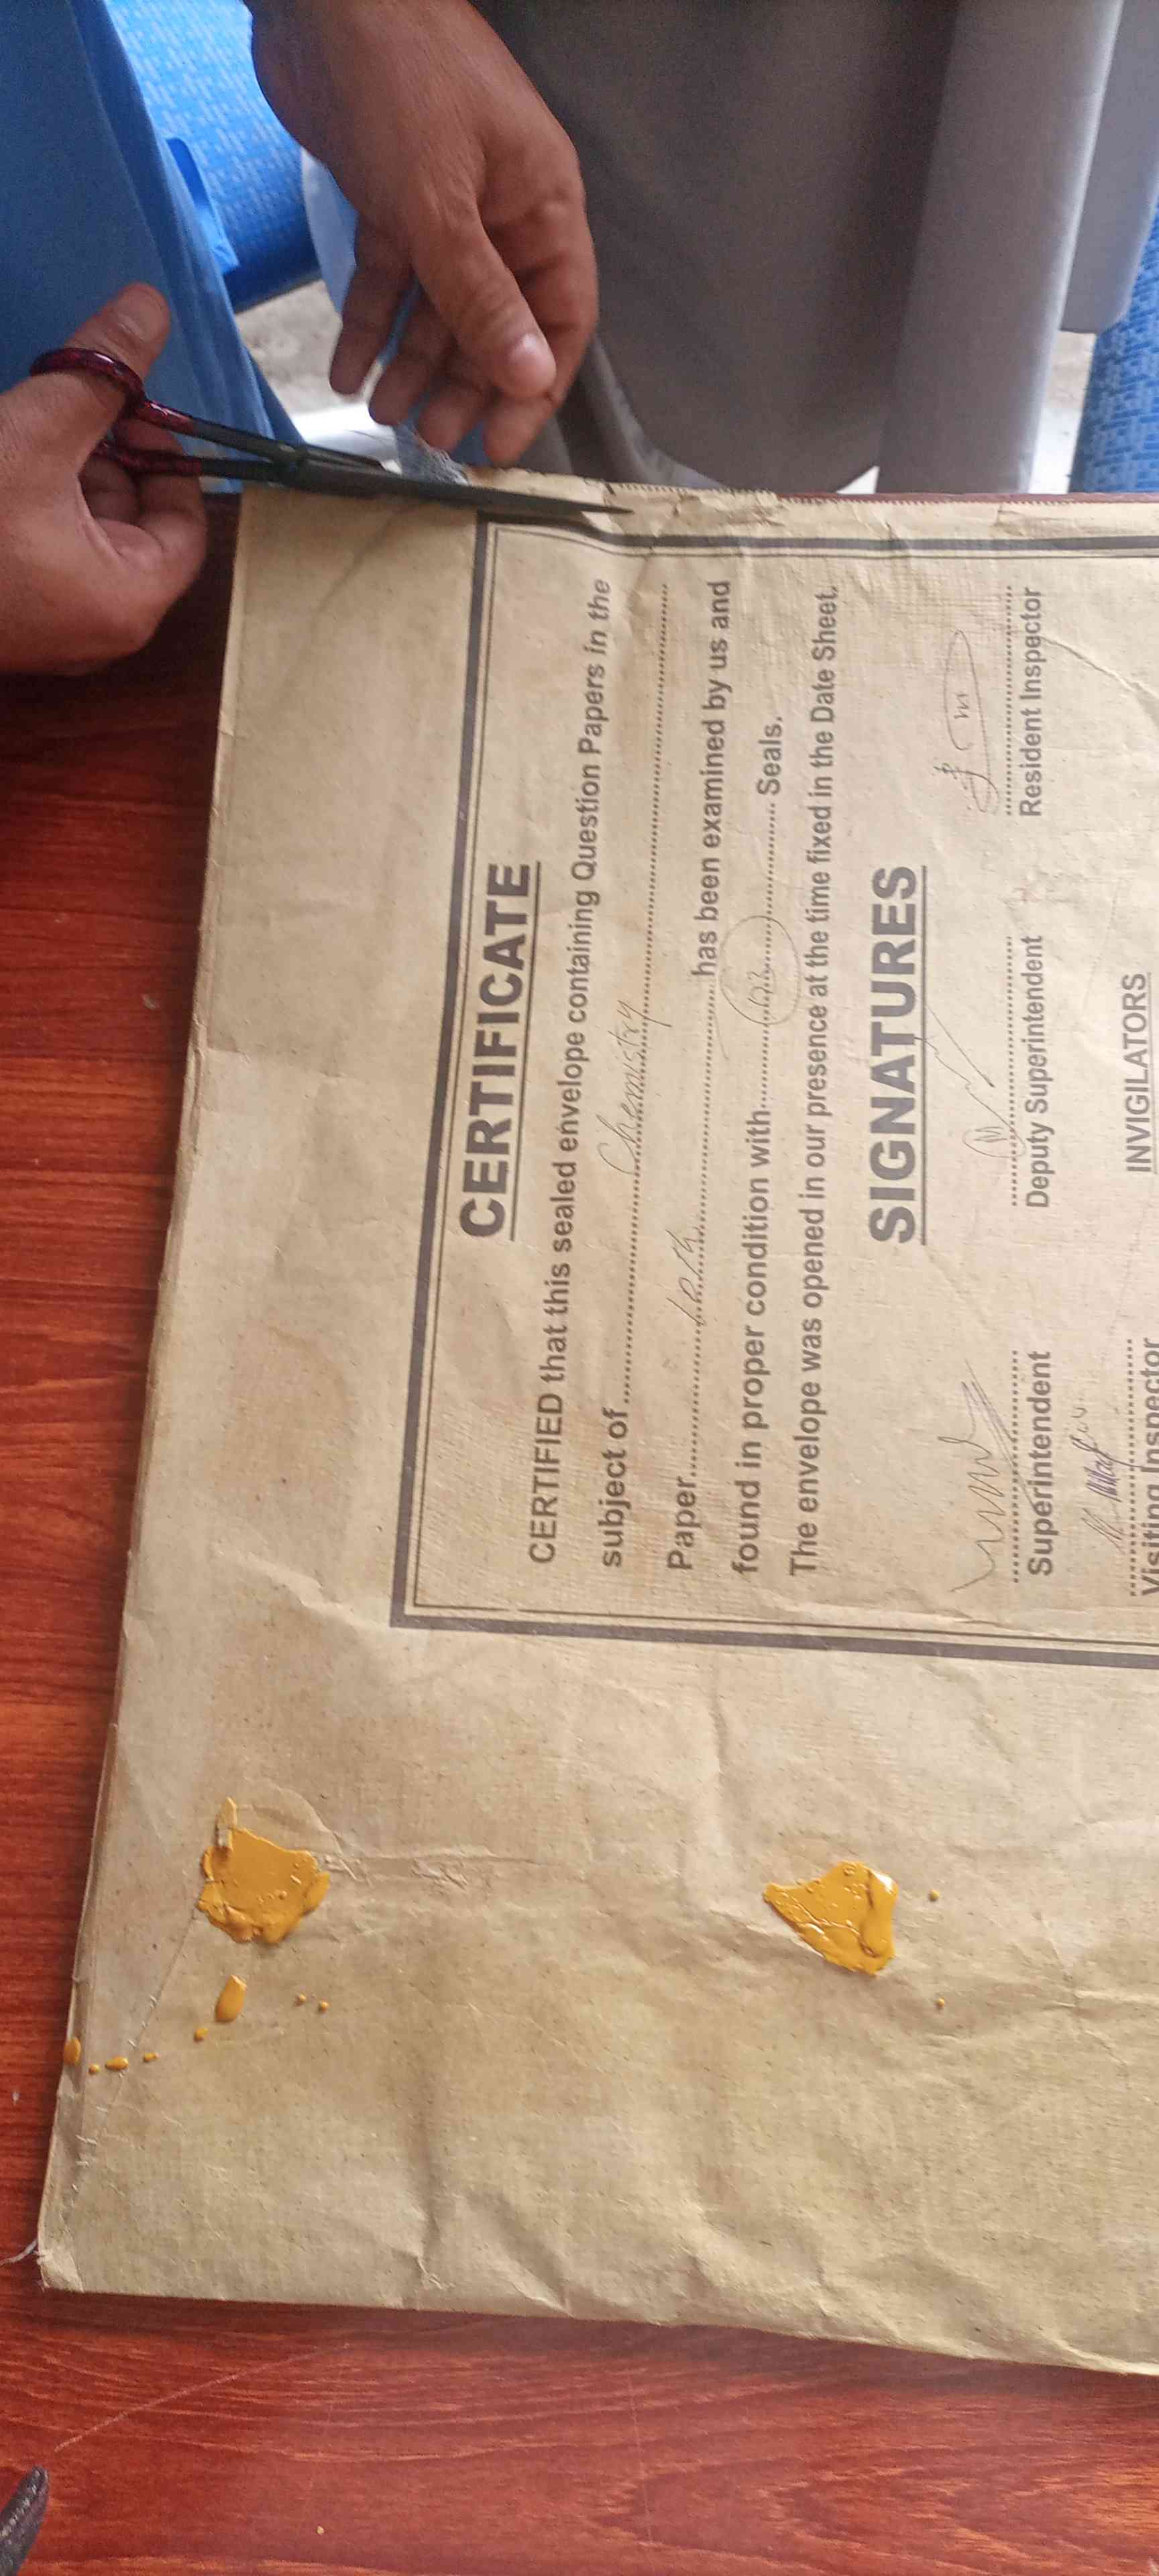 CERTIFICATE
CERTIFIED that this sealed envelope containing Question Papers in the
subject of Chemistry
Paper has been examined by us and
found in proper condition with Seals.
The envelope was opened in our presence at the time fixed in the Date Sheet.
SIGNATURES
Superintendent Deputy Superintendent Resident Inspector
Visiting Inspector
INVIGILATORS